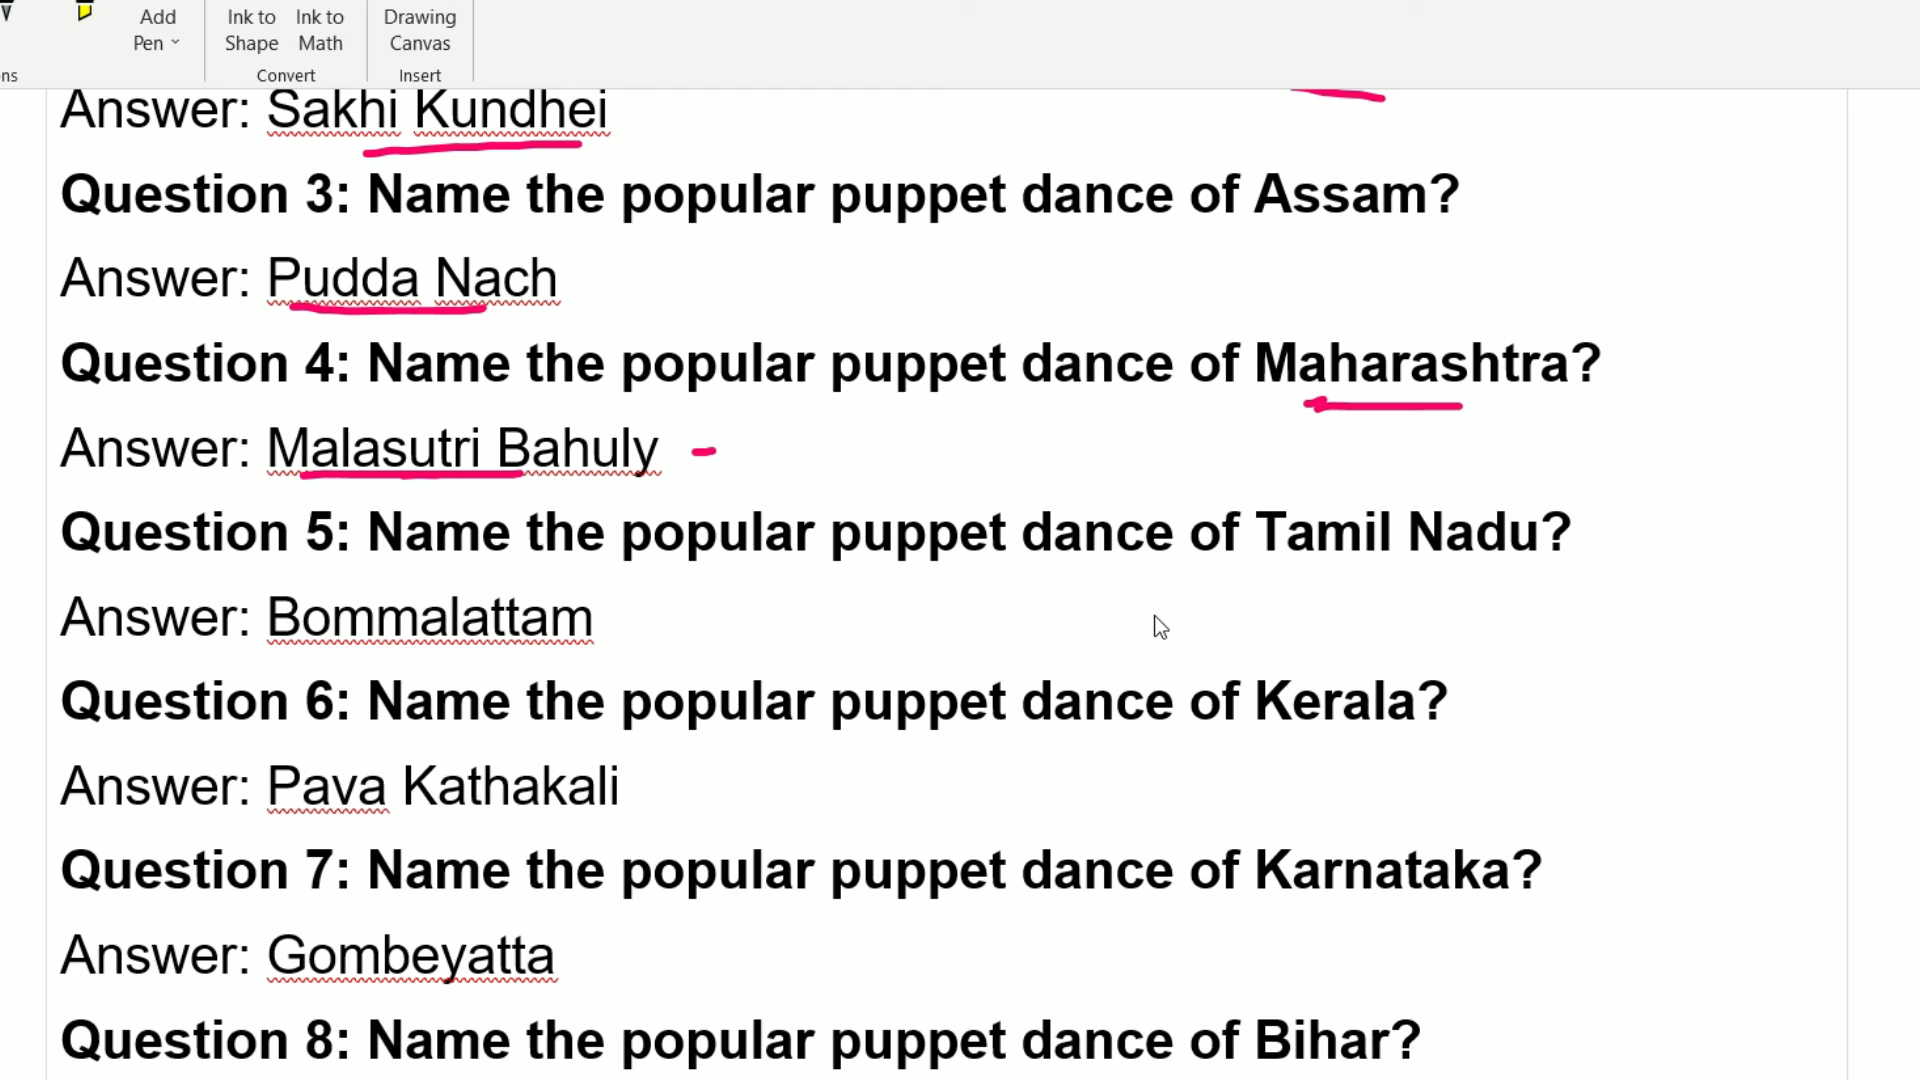 Add Pen
Ink to Shape
Ink to Math
Drawing Canvas
ns
Convert
Insert
Answer: Sakhi Kundhei
Question 3: Name the popular puppet dance of Assam?
Answer: Pudda Nach
Question 4: Name the popular puppet dance of Maharashtra?
Answer: Malasutri Bahuly
Question 5: Name the popular puppet dance of Tamil Nadu?
Answer: Bommalattam
Question 6: Name the popular puppet dance of Kerala?
Answer: Pava Kathakali
Question 7: Name the popular puppet dance of Karnataka?
Answer: Gombeyatta
Question 8: Name the popular puppet dance of Bihar?